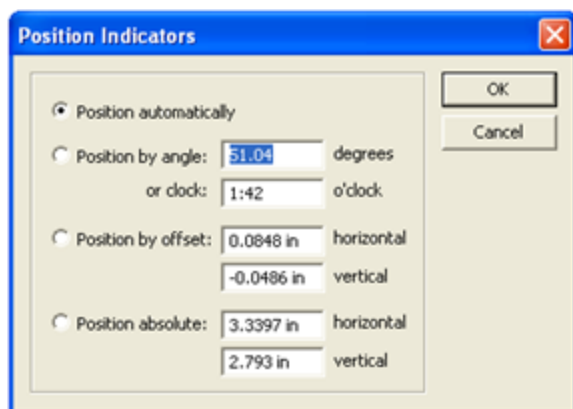 Position Indicators
OK
Cancel
Position automatically
Position by angle: 51.04 degrees
or clock: 1:42 o'clock
Position by offset: 0.0848 in horizontal
-0.0486 in vertical
Position absolute: 3.3397 in horizontal
2.793 in vertical